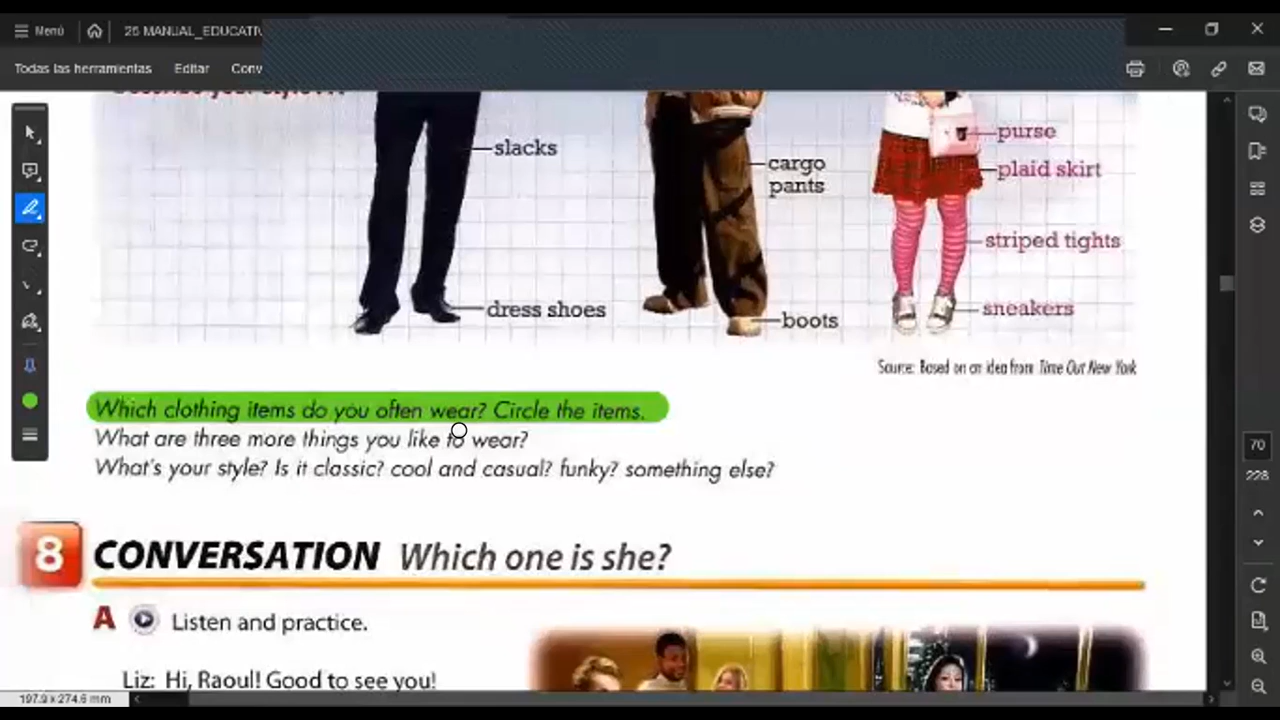 Menú
26 MANUAL_EDUCATI
Todas las herramientas
Editar
Conv
slacks
cargo
pants
purse
plaid skirt
striped tights
dress shoes
boots
sneakers
Source: Based on an idea from Time Out New York
Which clothing items do you often wear? Circle the items.
What are three more things you like to wear?
What's your style? Is it classic? cool and casual? funky? something else?
70
228
8 CONVERSATION Which one is she?
A Listen and practice.
Liz: Hi, Raoul! Good to see you!
197.9 x 274.6 mm